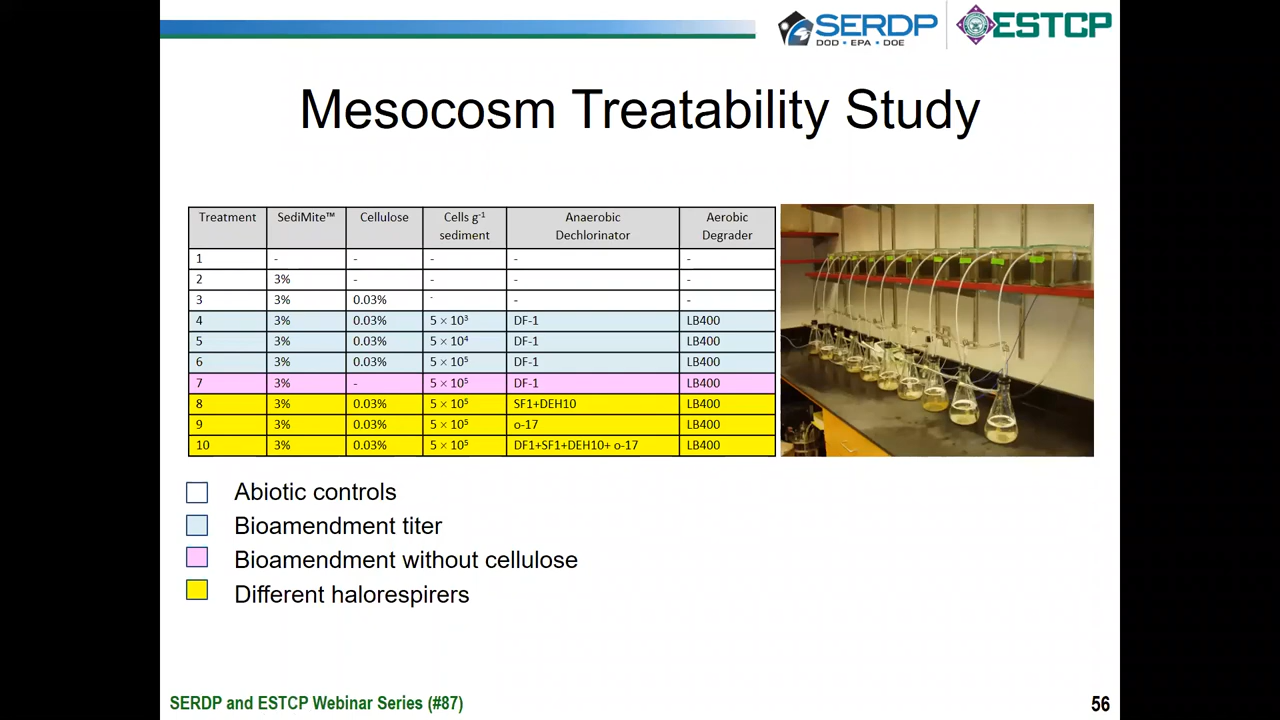 SERDP
DOD • EPA • DOE
ESTCP
Mesocosm Treatability Study
Treatment SediMite™ Cellulose Cells g⁻¹ sediment Anaerobic Dechlorinator Aerobic Degrader
1 - - - - -
2 3% - - - -
3 3% 0.03% - - -
4 3% 0.03% 5 × 10³ DF-1 LB400
5 3% 0.03% 5 × 10⁴ DF-1 LB400
6 3% 0.03% 5 × 10⁵ DF-1 LB400
7 3% - 5 × 10⁵ DF-1 LB400
8 3% 0.03% 5 × 10⁵ SF1+DEH10 LB400
9 3% 0.03% 5 × 10⁵ o-17 LB400
10 3% 0.03% 5 × 10⁵ DF1+SF1+DEH10+ o-17 LB400
Abiotic controls
Bioamendment titer
Bioamendment without cellulose
Different halorespirers
SERDP and ESTCP Webinar Series (#87)
56